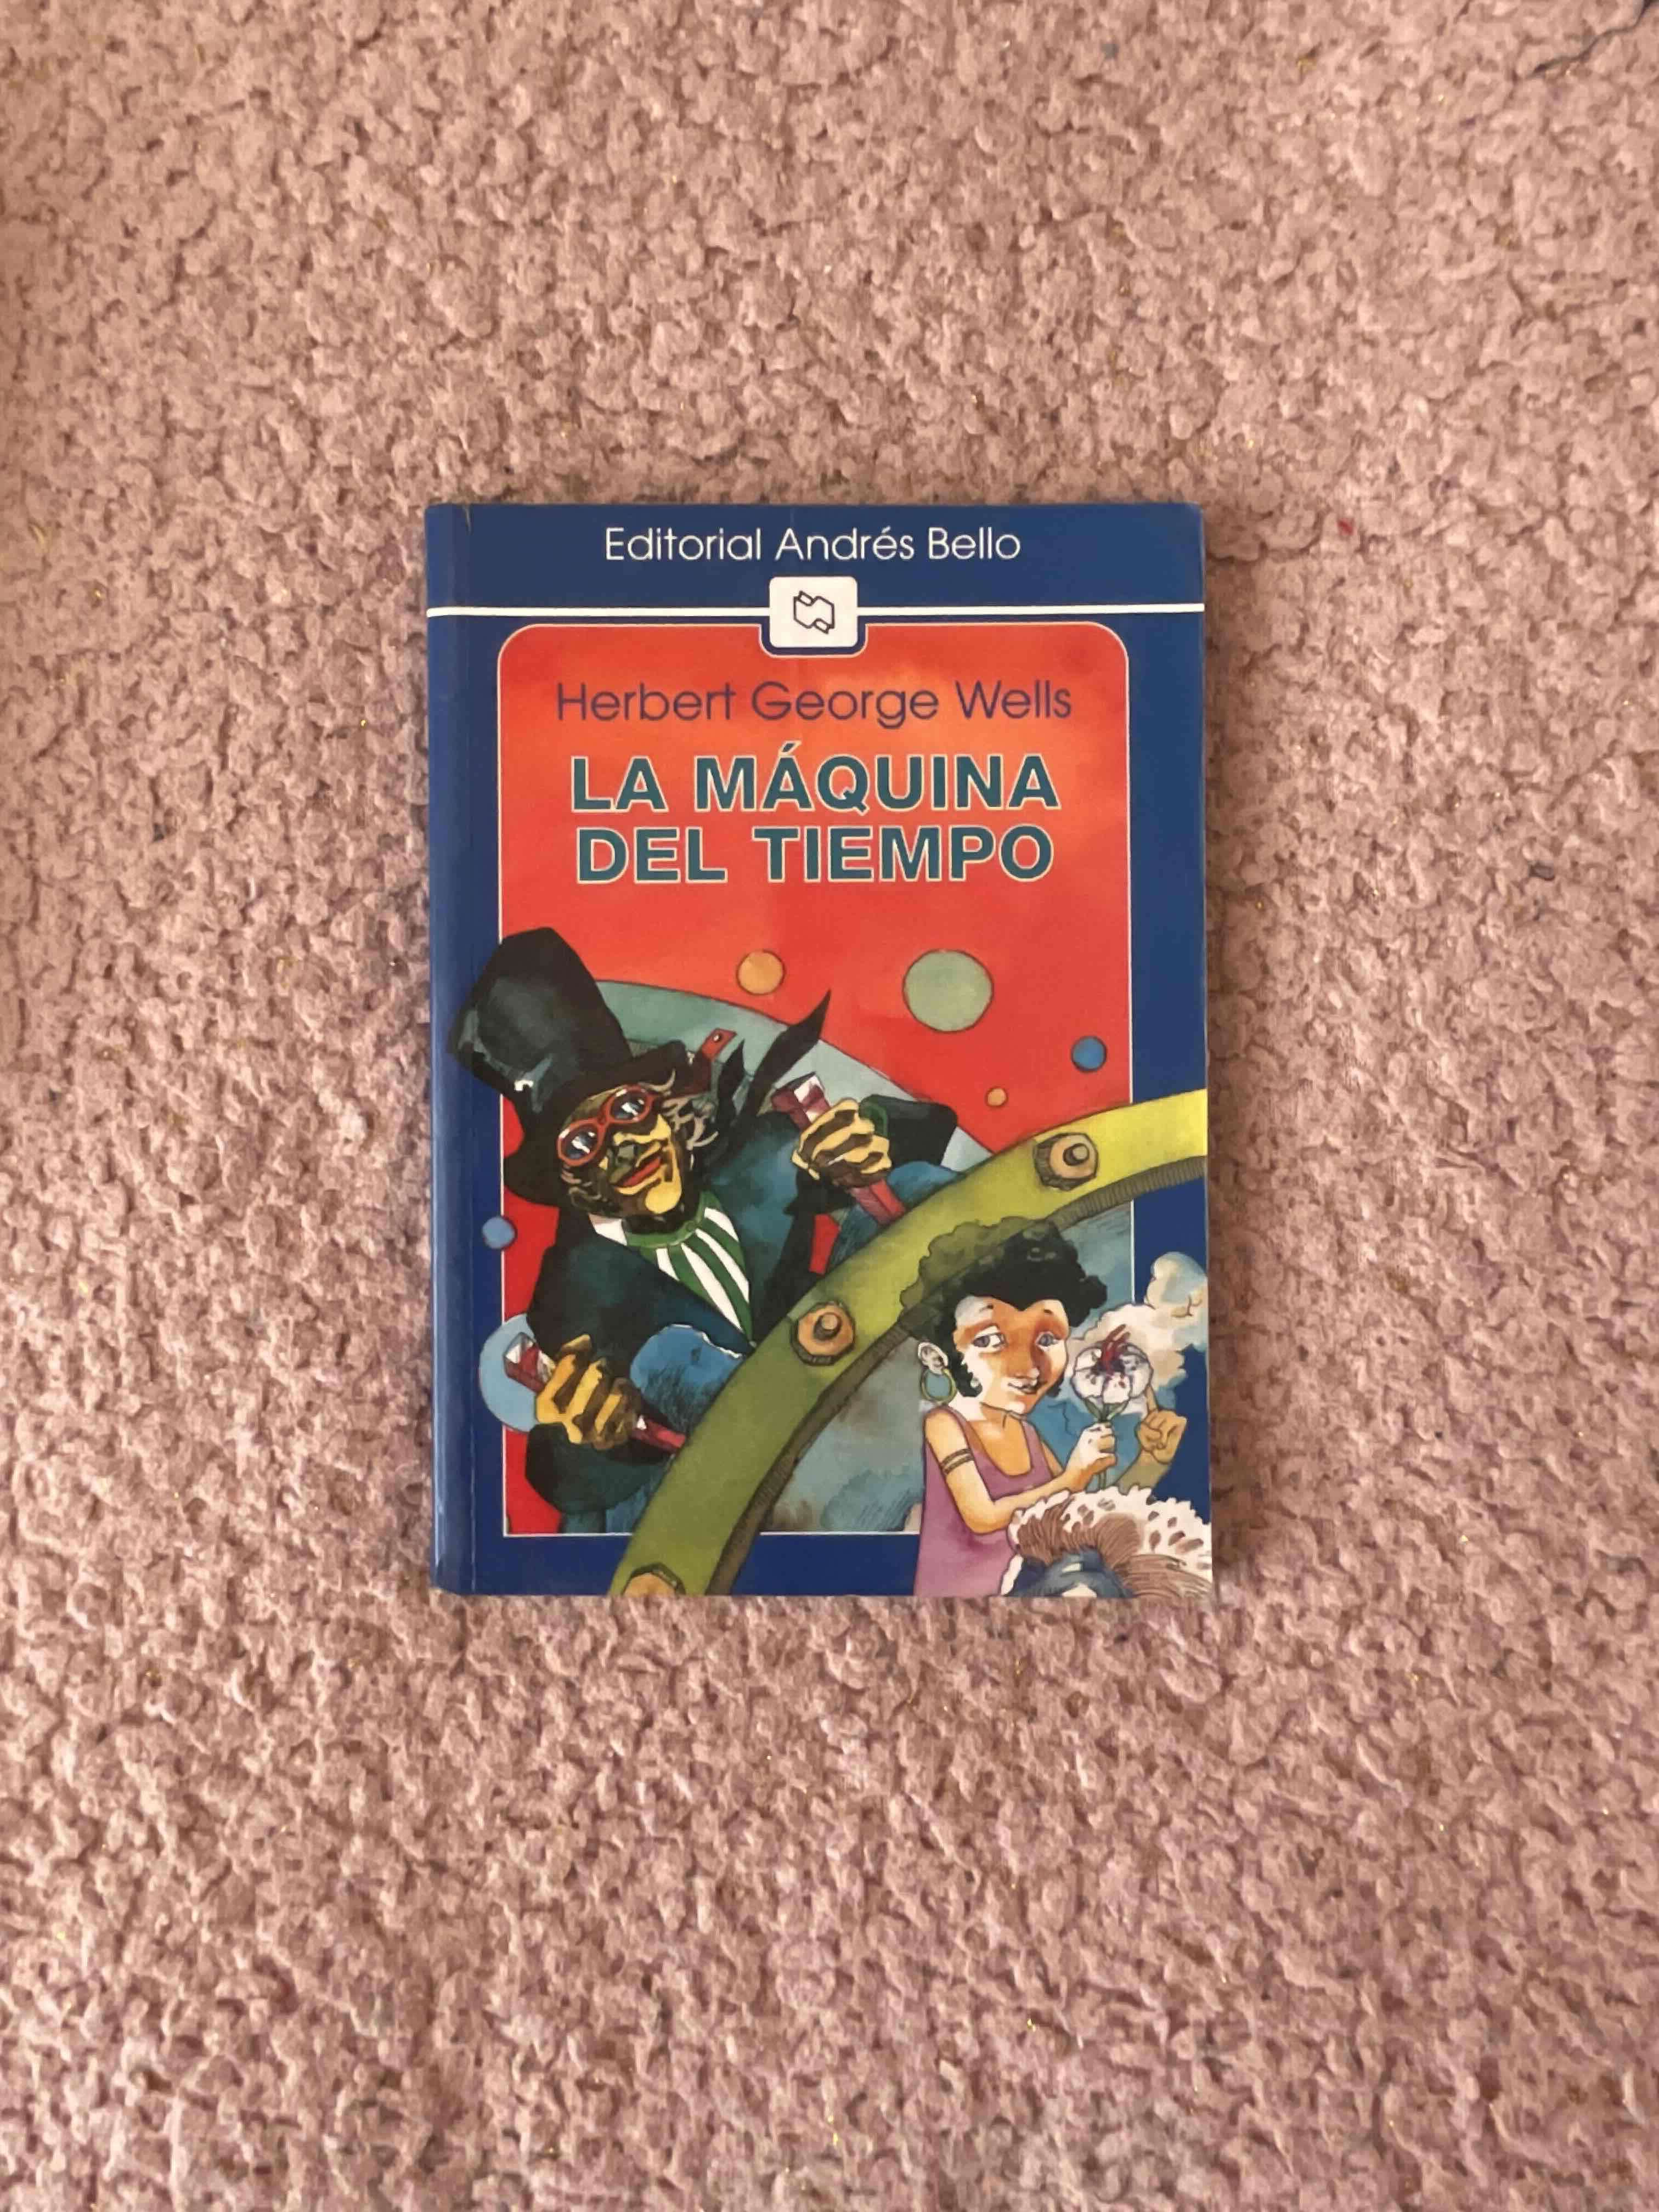 Editorial Andrés Bello
Herbert George Wells
LA MÁQUINA
DEL TIEMPO